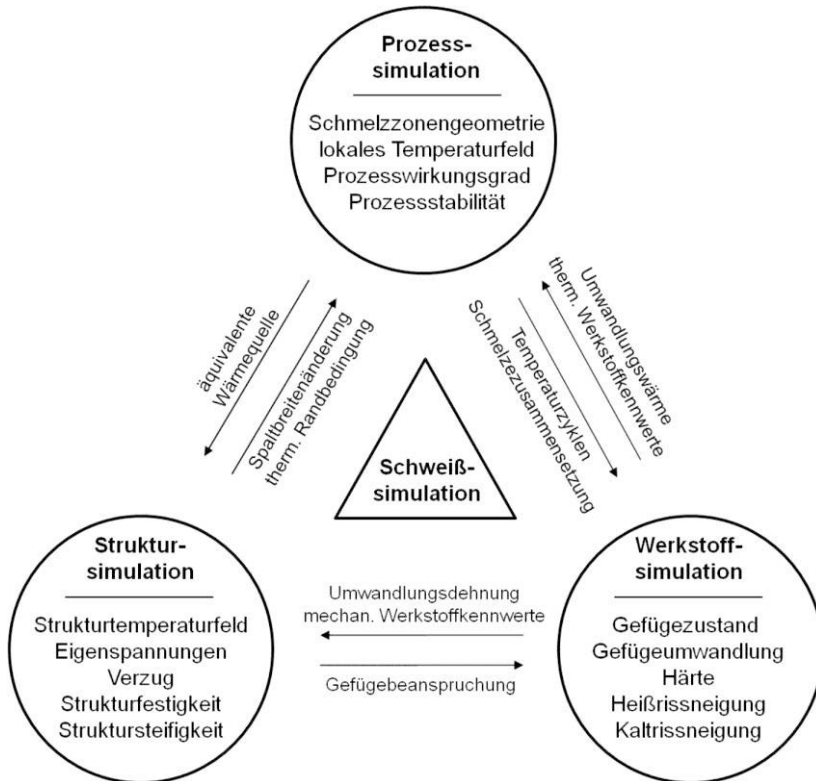 Prozess-
simulation
Schmelzzonengeometrie
lokales Temperaturfeld
Prozesswirkungsgrad
Prozessstabilität
äquivalente
Wärmequelle
Spaltbreitenänderung
therm. Randbedingung
Umwandlungswärme
therm. Werkstoffkennwerte
Temperaturzyklen
Schmelzezusammensetzung
Schweiß-
simulation
Struktur-
simulation
Strukturtemperaturfeld
Eigenspannungen
Verzug
Strukturfestigkeit
Struktursteifigkeit
Umwandlungsdehnung
mechan. Werkstoffkennwerte
Gefügebeanspruchung
Werkstoff-
simulation
Gefügezustand
Gefügeumwandlung
Härte
Heißrissneigung
Kaltrissneigung